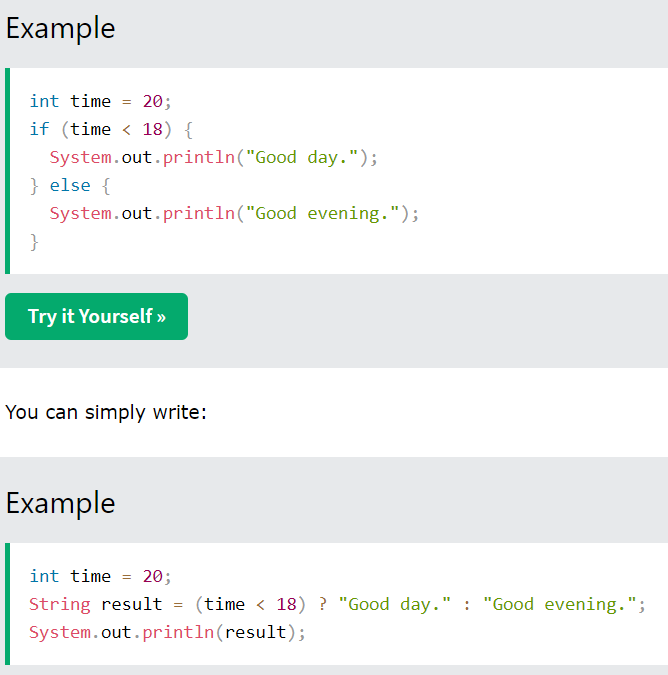 Example
int time = 20;
if (time < 18) {
  System.out.println("Good day.");
} else {
  System.out.println("Good evening.");
}
Try it Yourself »
You can simply write:
Example
int time = 20;
String result = (time < 18) ? "Good day." : "Good evening.";
System.out.println(result);